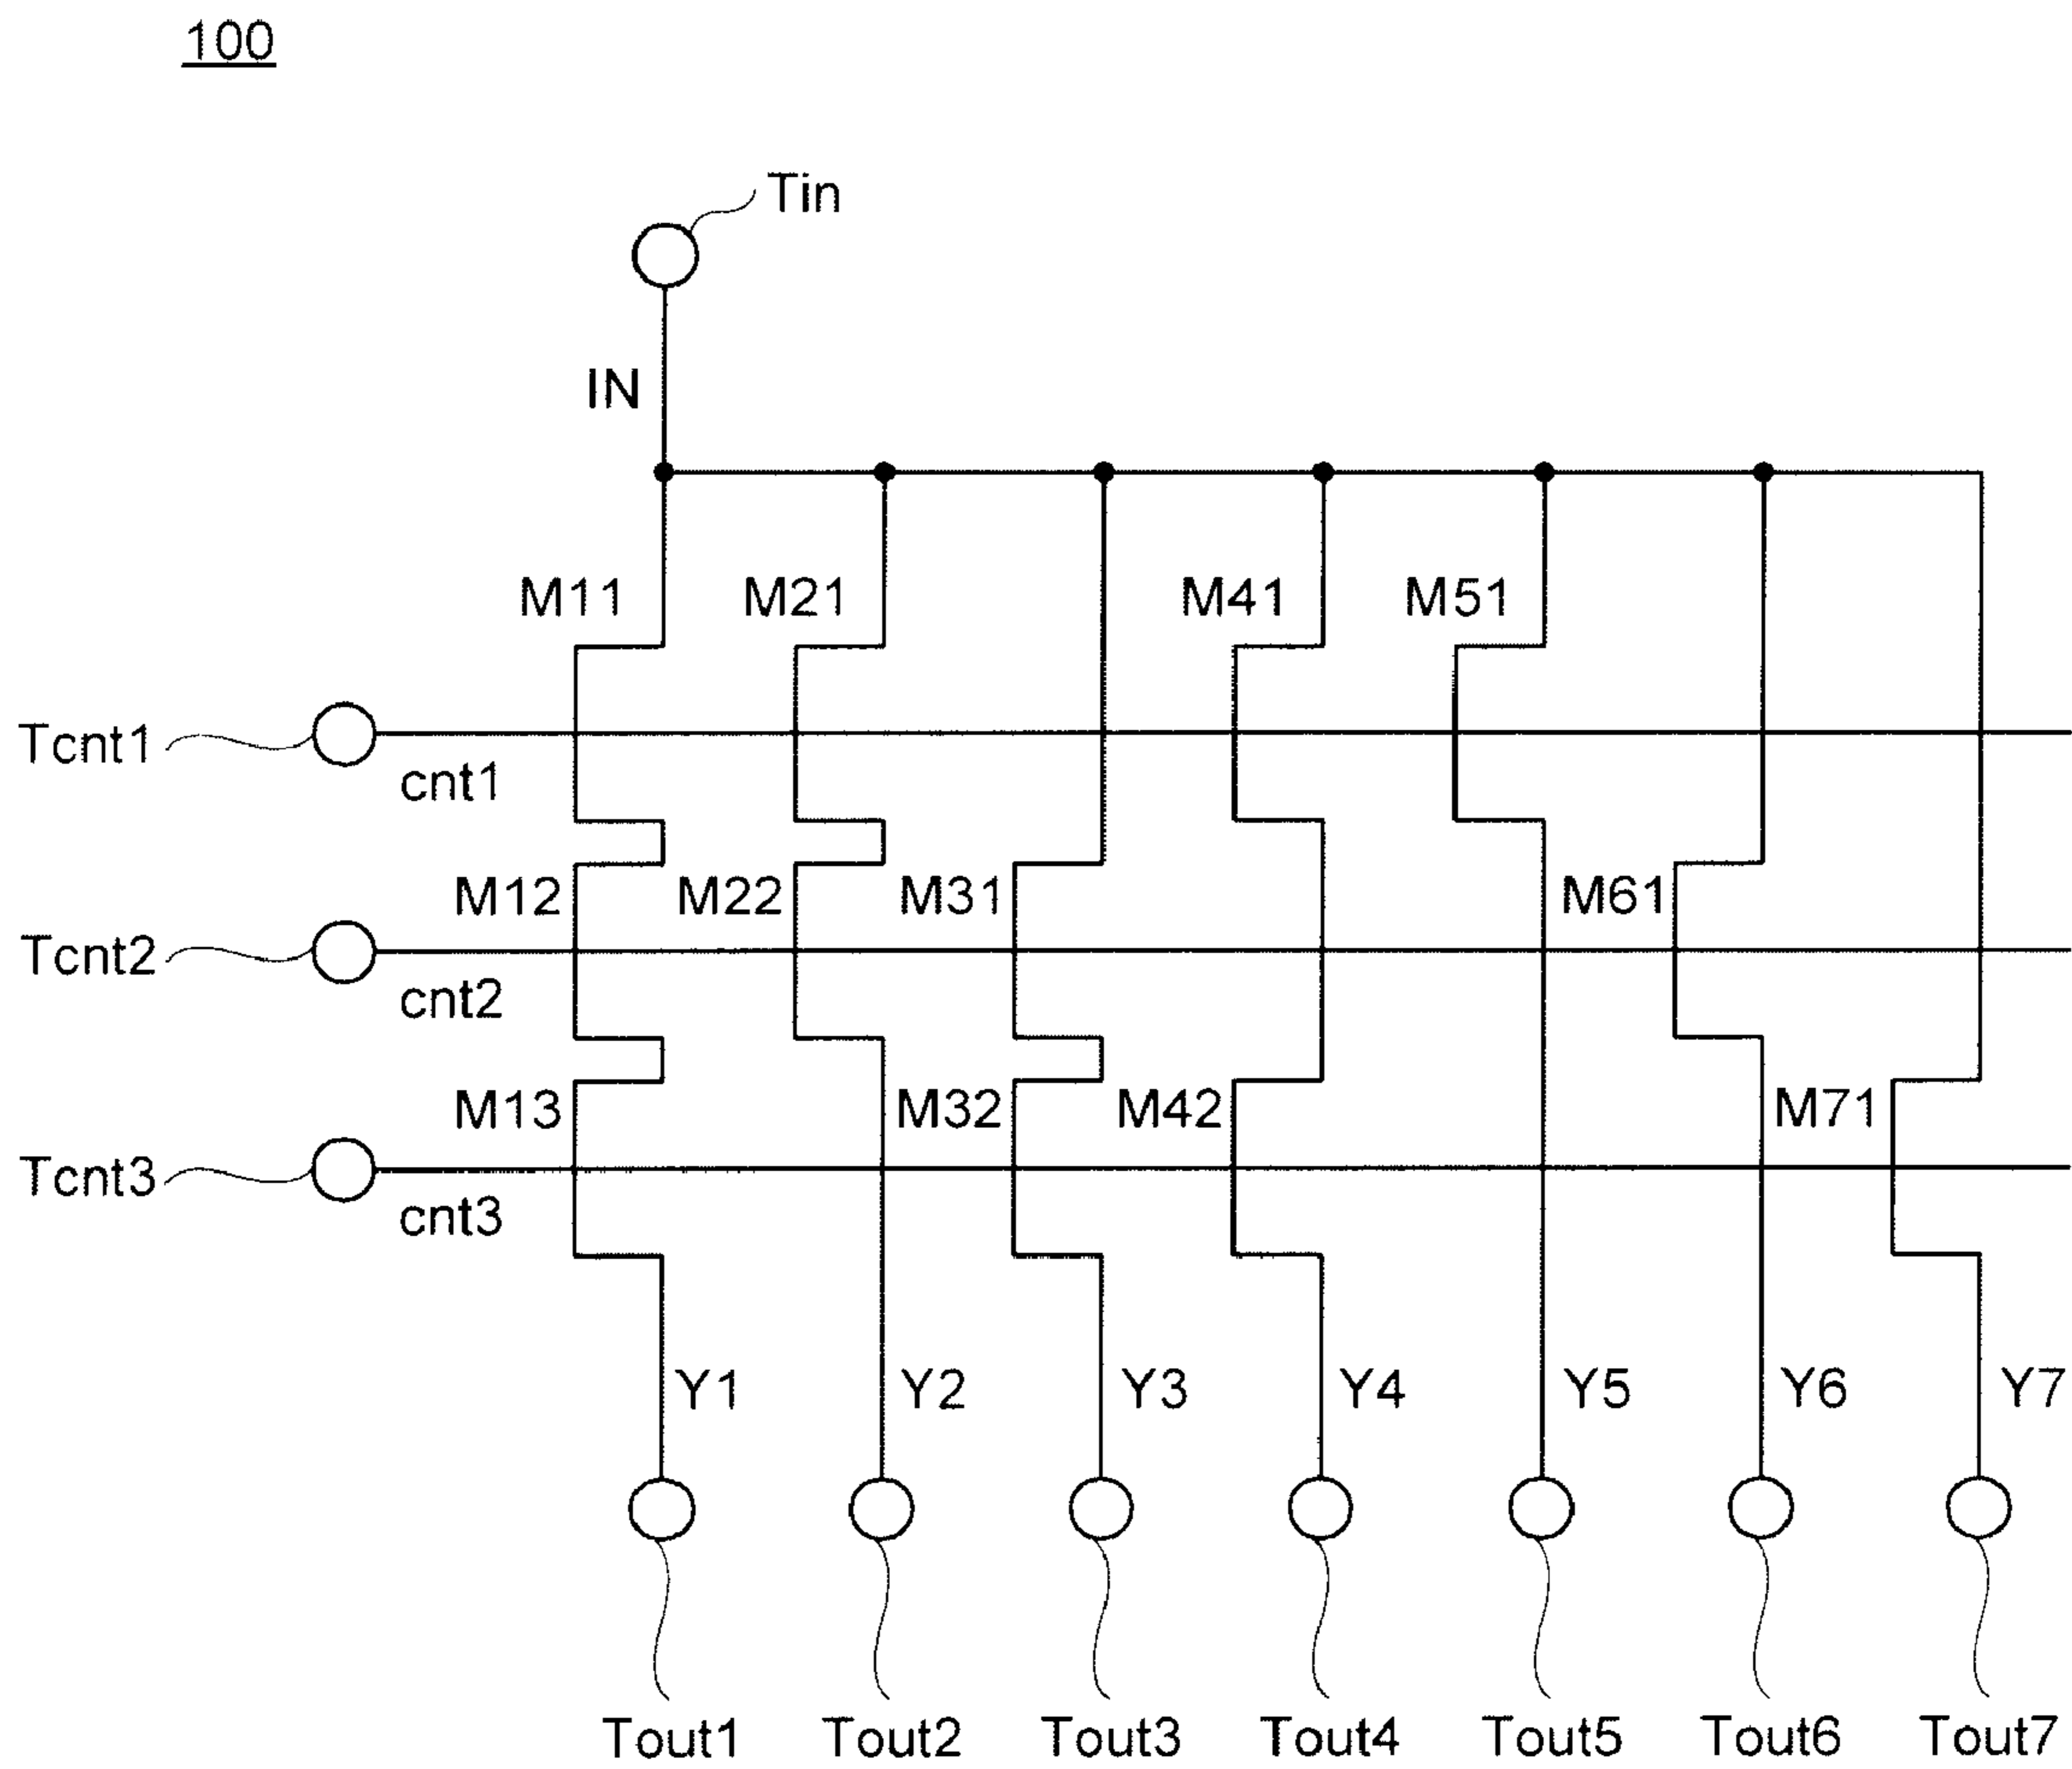 100
Tin
IN
M11 M21 M41 M51
Tcnt1
cnt1
M12 M22 M31 M61
Tcnt2
cnt2
M13 M32 M42 M71
Tcnt3
cnt3
Y1 Y2 Y3 Y4 Y5 Y6 Y7
Tout1 Tout2 Tout3 Tout4 Tout5 Tout6 Tout7